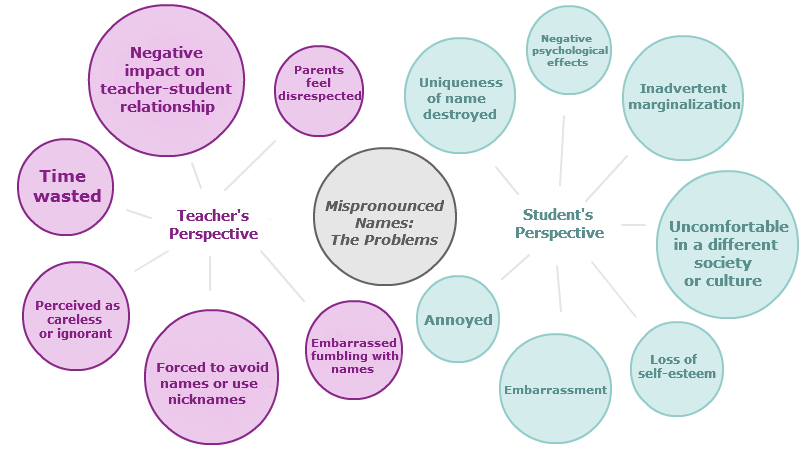 Negative
impact on
teacher-student
relationship
Parents
feel
disrespected
Time
wasted
Teacher's
Perspective
Perceived as
careless
or ignorant
Forced to avoid
names or use
nicknames
Embarrassed
fumbling with
names
Mispronounced
Names:
The Problems
Uniqueness
of name
destroyed
Negative
psychological
effects
Inadvertent
marginalization
Student's
Perspective
Uncomfortable
in a different
society
or culture
Annoyed
Embarrassment
Loss of
self-esteem